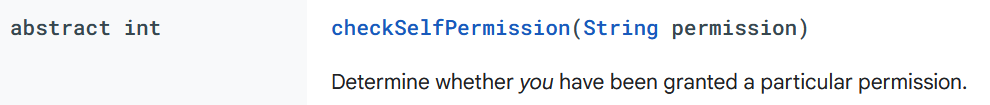 abstract int checkSelfPermission(String permission)
Determine whether you have been granted a particular permission.